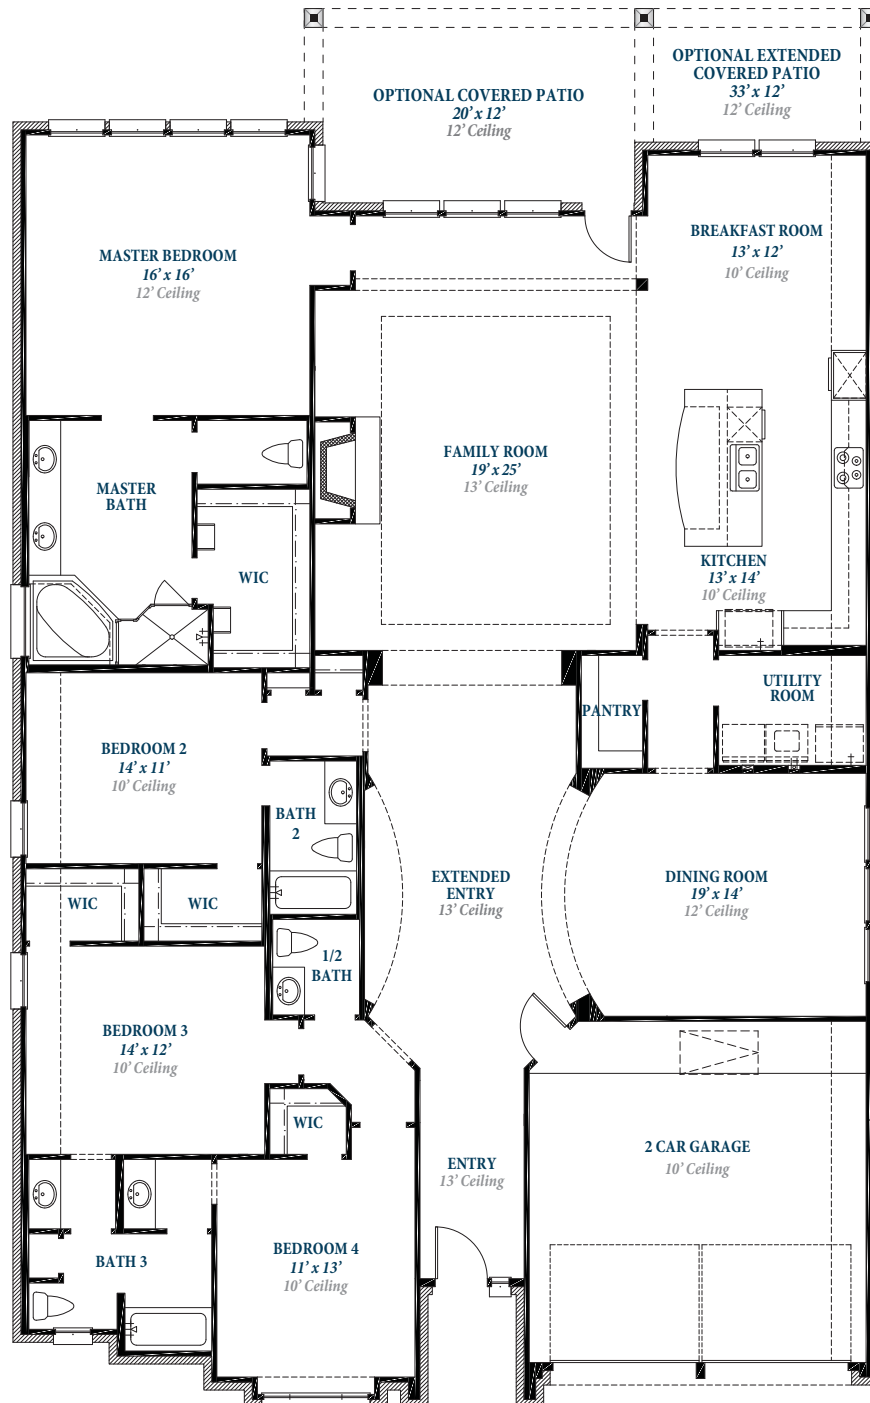 OPTIONAL COVERED PATIO
20' x 12'
12' Ceiling
OPTIONAL EXTENDED
COVERED PATIO
33' x 12'
12' Ceiling
MASTER BEDROOM
16' x 16'
12' Ceiling
BREAKFAST ROOM
13' x 12'
10' Ceiling
FAMILY ROOM
19' x 25'
13' Ceiling
MASTER
BATH
WIC
KITCHEN
13' x 14'
10' Ceiling
UTILITY
ROOM
PANTRY
BEDROOM 2
14' x 11'
10' Ceiling
BATH
2
EXTENDED
ENTRY
13' Ceiling
DINING ROOM
19' x 14'
12' Ceiling
WIC
WIC
1/2
BATH
BEDROOM 3
14' x 12'
10' Ceiling
WIC
ENTRY
13' Ceiling
2 CAR GARAGE
10' Ceiling
BATH 3
BEDROOM 4
11' x 13'
10' Ceiling